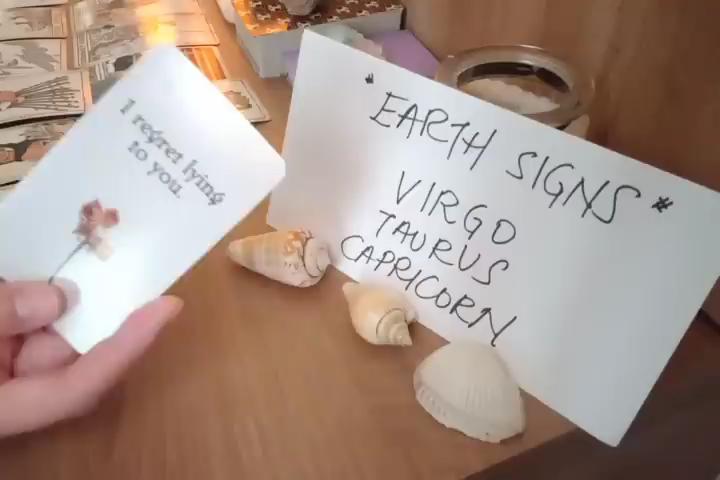 I regret lying
to you.
*EARTH SIGNS*
VIRGO
TAURUS
CAPRICORN